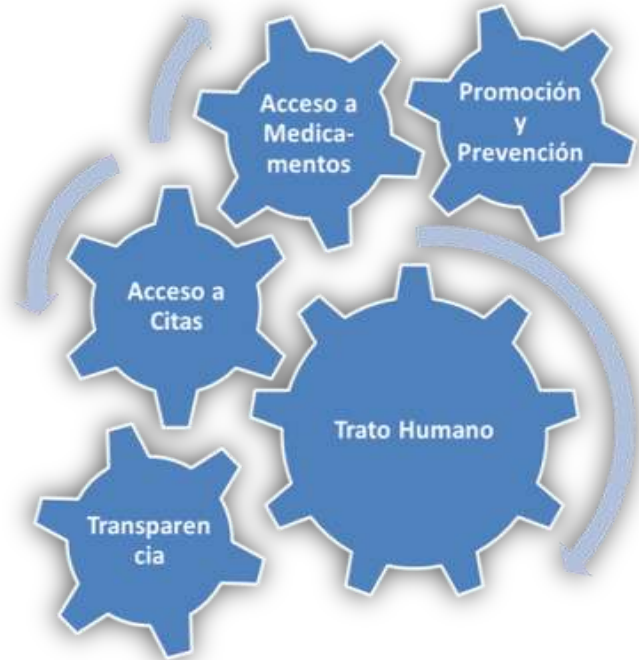 Acceso a
Medica-
mentos
Promoción
y
Prevención
Acceso a
Citas
Trato Humano
Transparen
cia